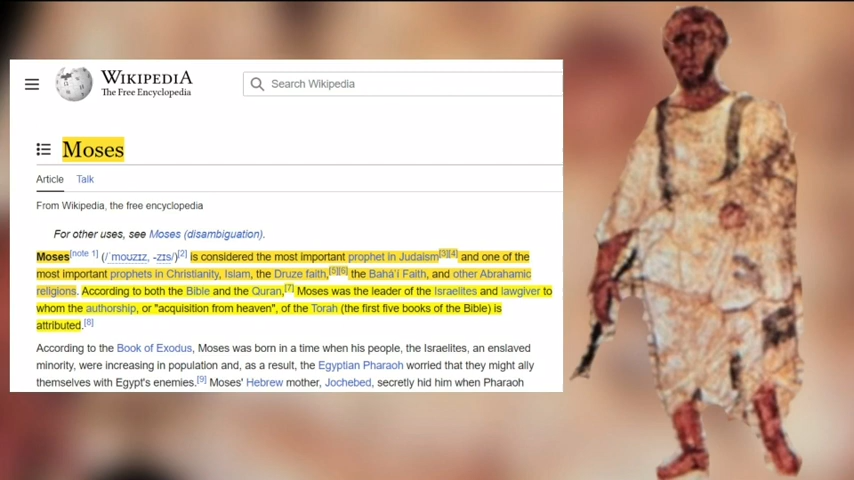 WIKIPEDIA
The Free Encyclopedia
Search Wikipedia
Moses
Article Talk
From Wikipedia, the free encyclopedia
For other uses, see Moses (disambiguation).
Moses[note 1] (/ˈmoʊzɪz, -zɪs/)[2] is considered the most important prophet in Judaism[3][4] and one of the
most important prophets in Christianity, Islam, the Druze faith,[5][6] the Baháʼí Faith, and other Abrahamic
religions. According to both the Bible and the Quran,[7] Moses was the leader of the Israelites and lawgiver to
whom the authorship, or "acquisition from heaven", of the Torah (the first five books of the Bible) is
attributed.[8]
According to the Book of Exodus, Moses was born in a time when his people, the Israelites, an enslaved
minority, were increasing in population and, as a result, the Egyptian Pharaoh worried that they might ally
themselves with Egypt's enemies.[9] Moses' Hebrew mother, Jochebed, secretly hid him when Pharaoh